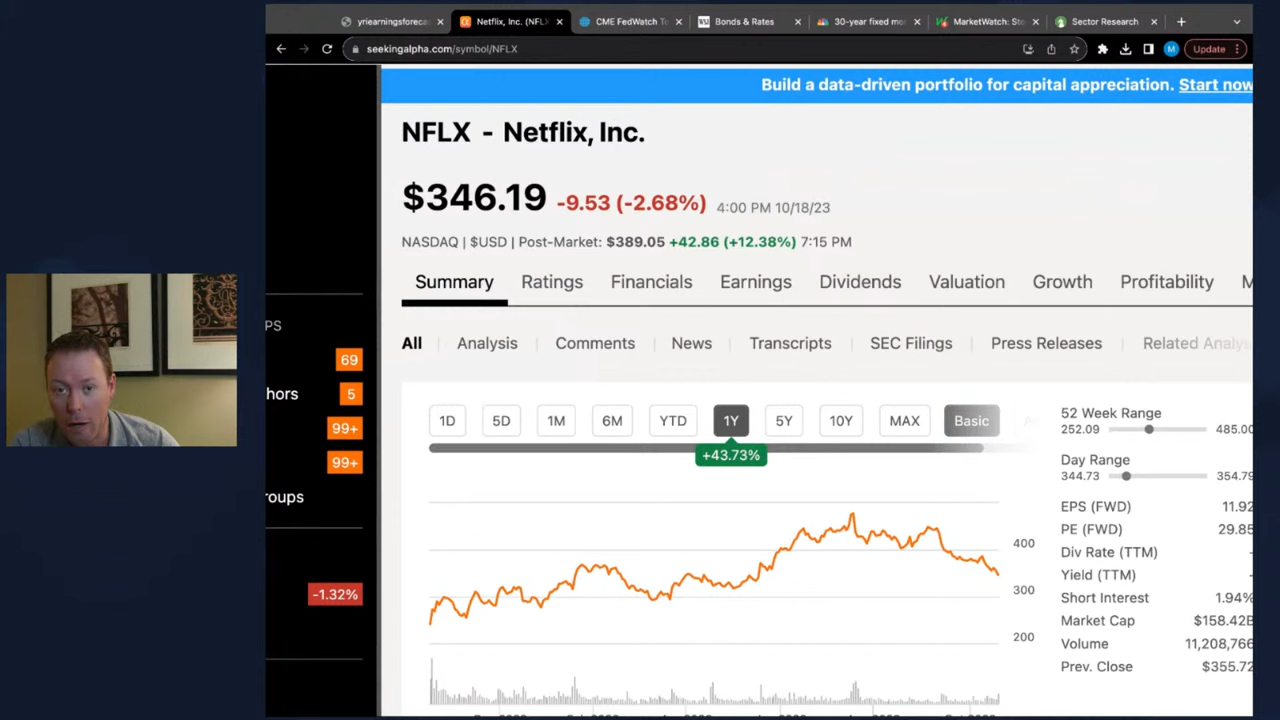 yriearningsforecas
Netflix, Inc. (NFL
CME FedWatch To
WSJ Bonds & Rates
30-year fixed mo
MarketWatch: Sto
Sector Research
seekingalpha.com/symbol/NFLX
M
Update
Build a data-driven portfolio for capital appreciation. Start now
NFLX - Netflix, Inc.
$346.19 -9.53 (-2.68%) 4:00 PM 10/18/23
NASDAQ | $USD | Post-Market: $389.05 +42.86 (+12.38%) 7:15 PM
Summary Ratings Financials Earnings Dividends Valuation Growth Profitability M
PS
69
hors 5
99+
99+
roups
-1.32%
All | Analysis | Comments | News | Transcripts | SEC Filings | Press Releases | Related Analys
1D 5D 1M 6M YTD 1Y 5Y 10Y MAX Basic
+43.73%
400
300
200
52 Week Range
252.09 485.00
Day Range
344.73 354.79
EPS (FWD) 11.92
PE (FWD) 29.85
Div Rate (TTM) -
Yield (TTM) -
Short Interest 1.94%
Market Cap $158.42B
Volume 11,208,766
Prev. Close $355.72